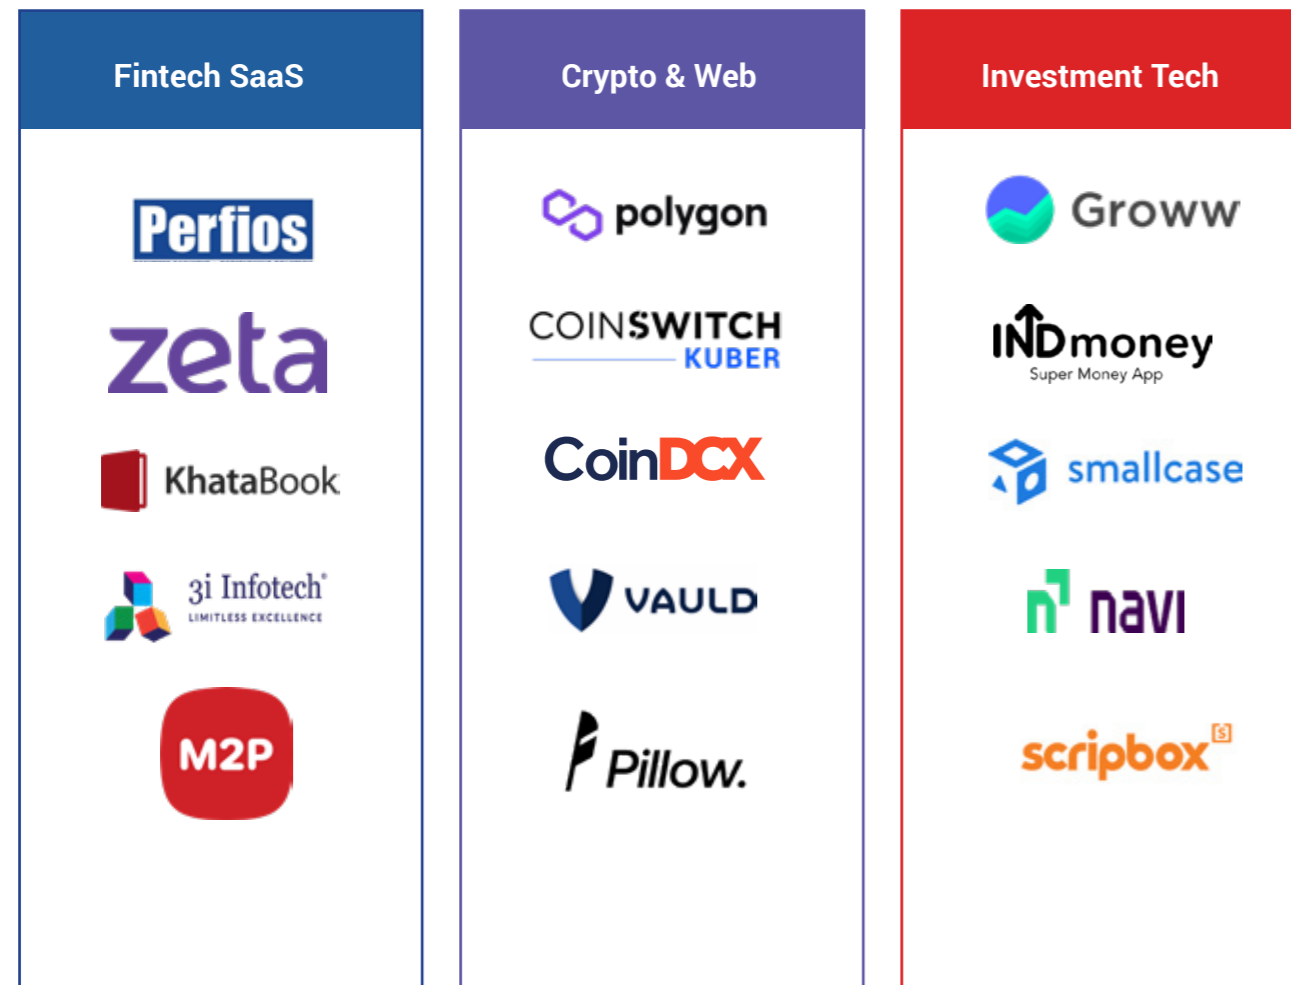 Fintech SaaS
Perfios
zeta
KhataBook
3i Infotech®
LIMITLESS EXCELLENCE
M2P
Crypto & Web
polygon
COINSWITCH
KUBER
CoinDCX
VAULD
Pillow.
Investment Tech
Groww
INDmoney
Super Money App
smallcase
navi
scripbox [s]